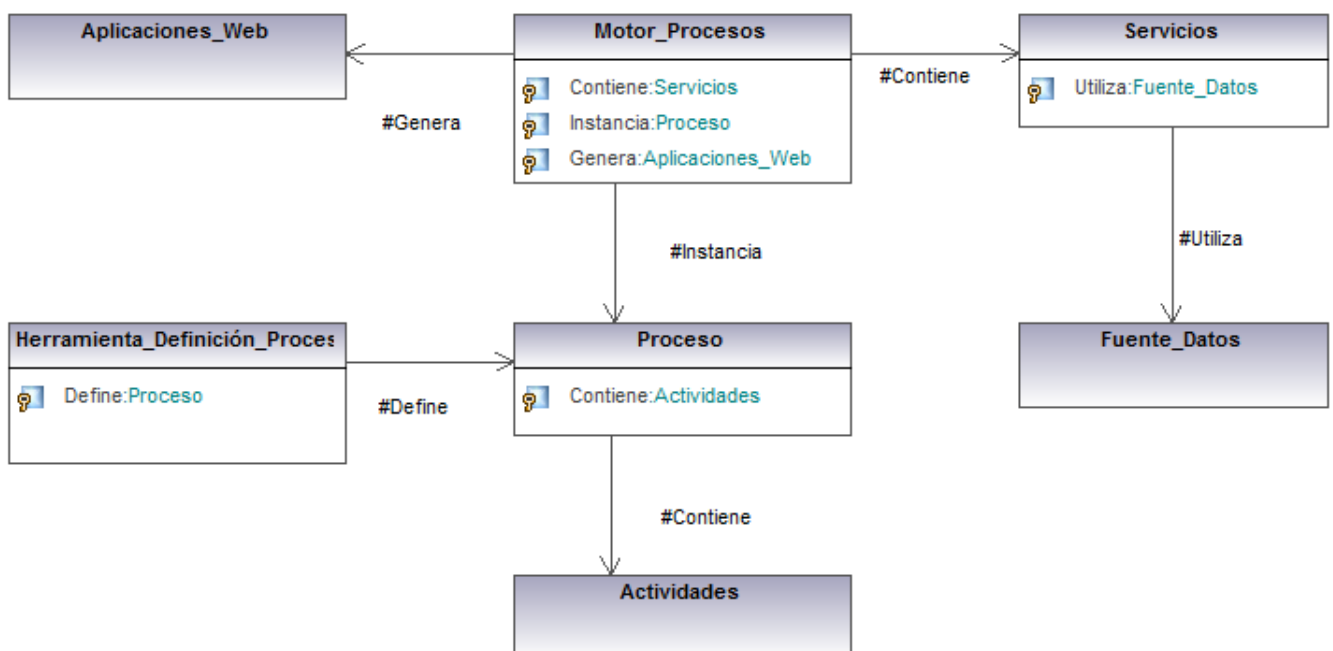 Aplicaciones_Web
Motor_Procesos
Servicios
Contiene:Servicios
Instancia:Proceso
Genera:Aplicaciones_Web
Utiliza:Fuente_Datos
#Genera
#Contiene
#Instancia
#Utiliza
Herramienta_Definición_Proces
Define:Proceso
#Define
Proceso
Contiene:Actividades
Fuente_Datos
#Contiene
Actividades